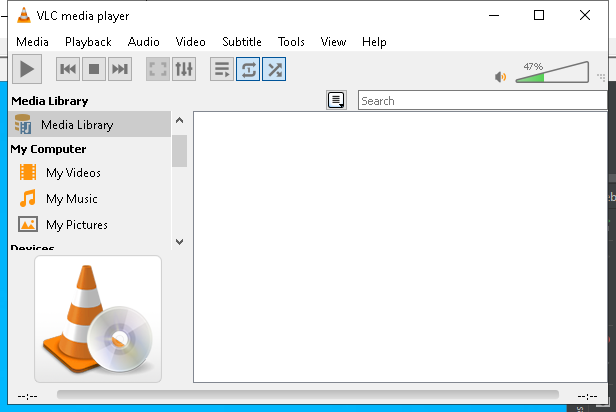 VLC media player
Media Playback Audio Video Subtitle Tools View Help
47%
Media Library
Search
Media Library
My Computer
My Videos
My Music
My Pictures
Devices
--:-- --:--